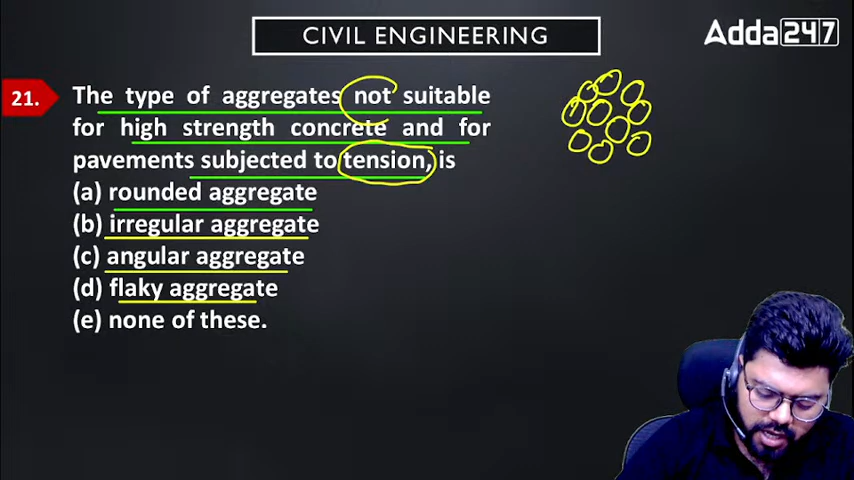 CIVIL ENGINEERING
Adda247
21.
The type of aggregates not suitable
for high strength concrete and for
pavements subjected to tension, is
(a) rounded aggregate
(b) irregular aggregate
(c) angular aggregate
(d) flaky aggregate
(e) none of these.